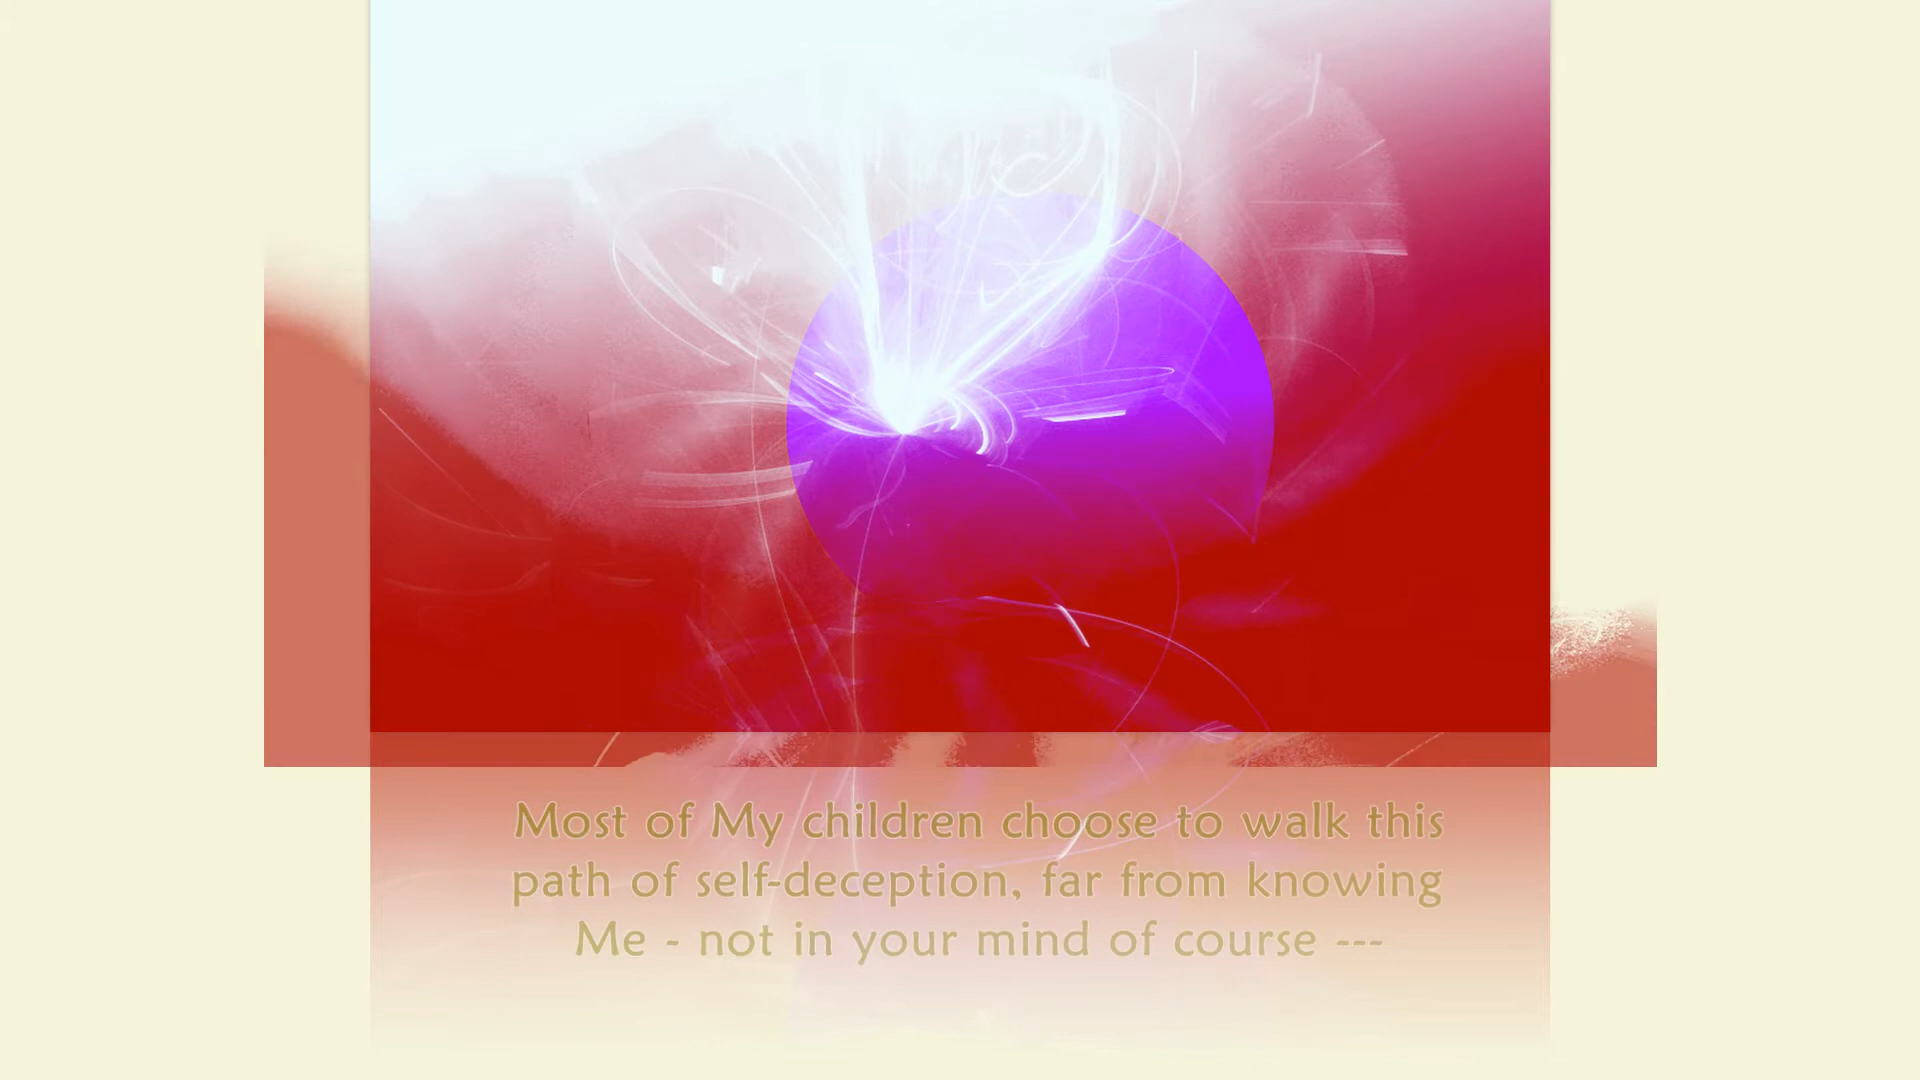 Most of My children choose to walk this
path of self-deception, far from knowing
Me - not in your mind of course ---